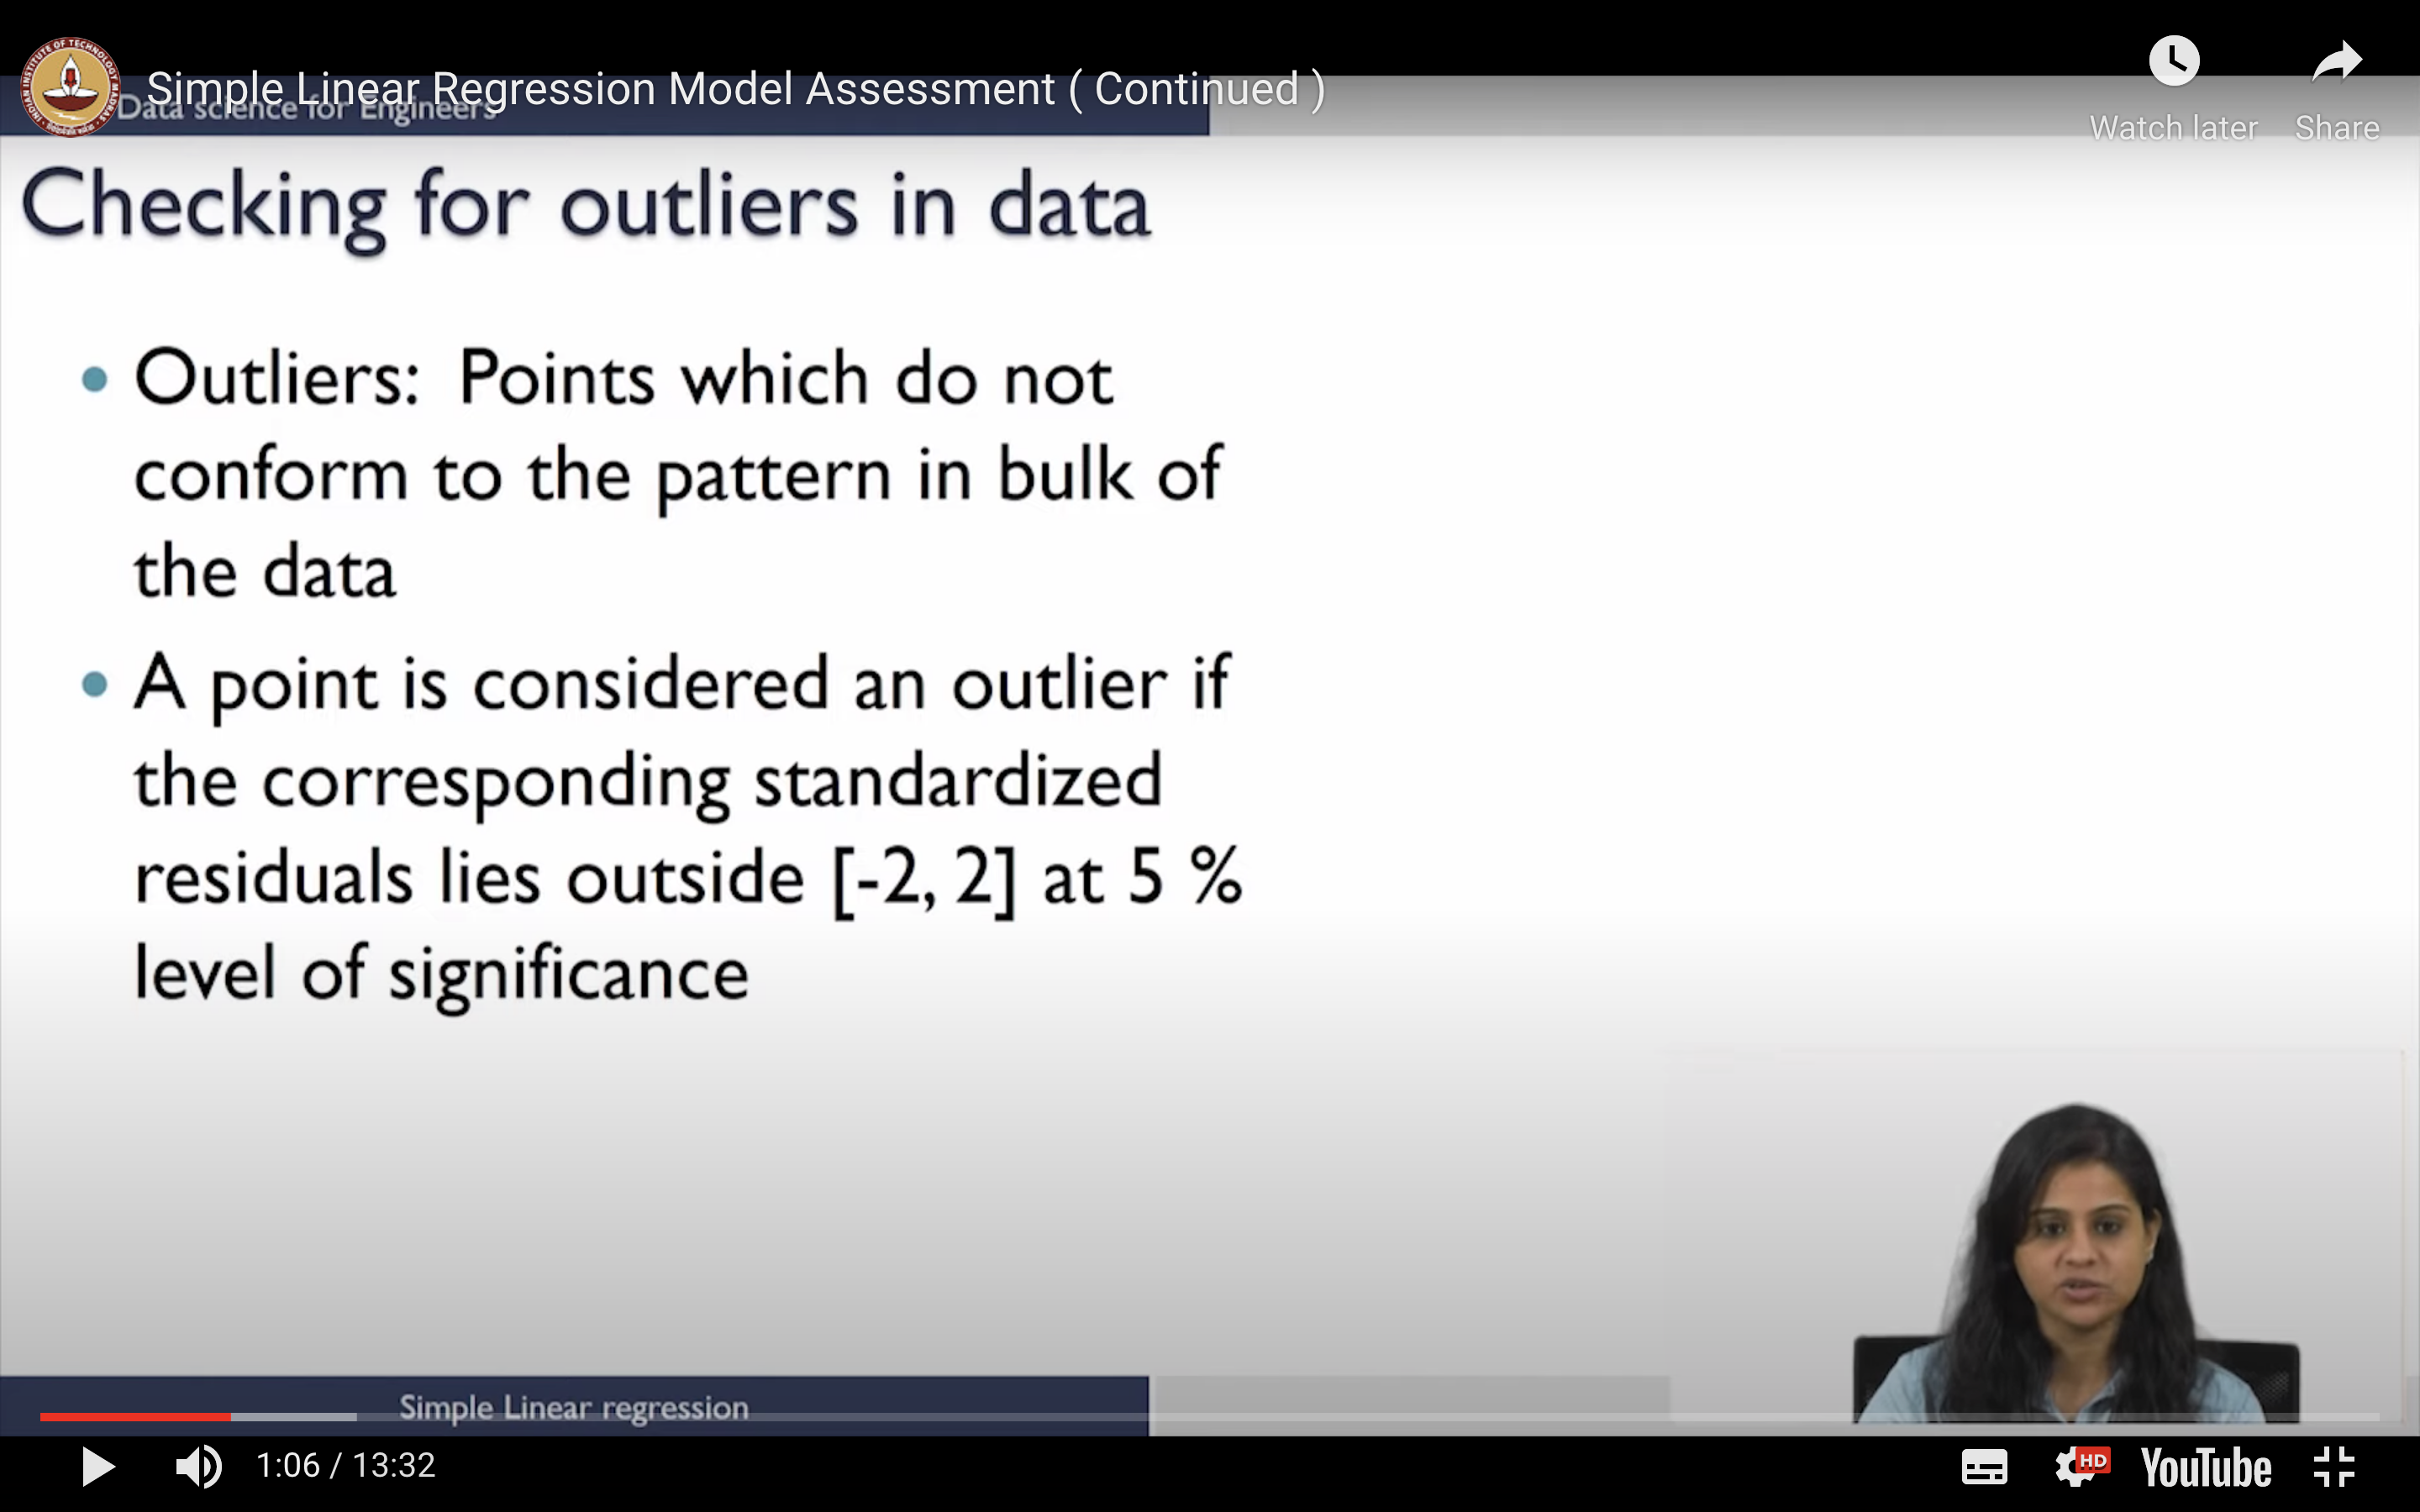 Simple Linear Regression Model Assessment ( Continued )
Data science for Engineers
Watch later
Share
Checking for outliers in data
• Outliers:  Points which do not
conform to the pattern in bulk of
the data
• A point is considered an outlier if
the corresponding standardized
residuals lies outside [-2, 2] at 5 %
level of significance
Simple Linear regression
1:06 / 13:32
HD
YouTube